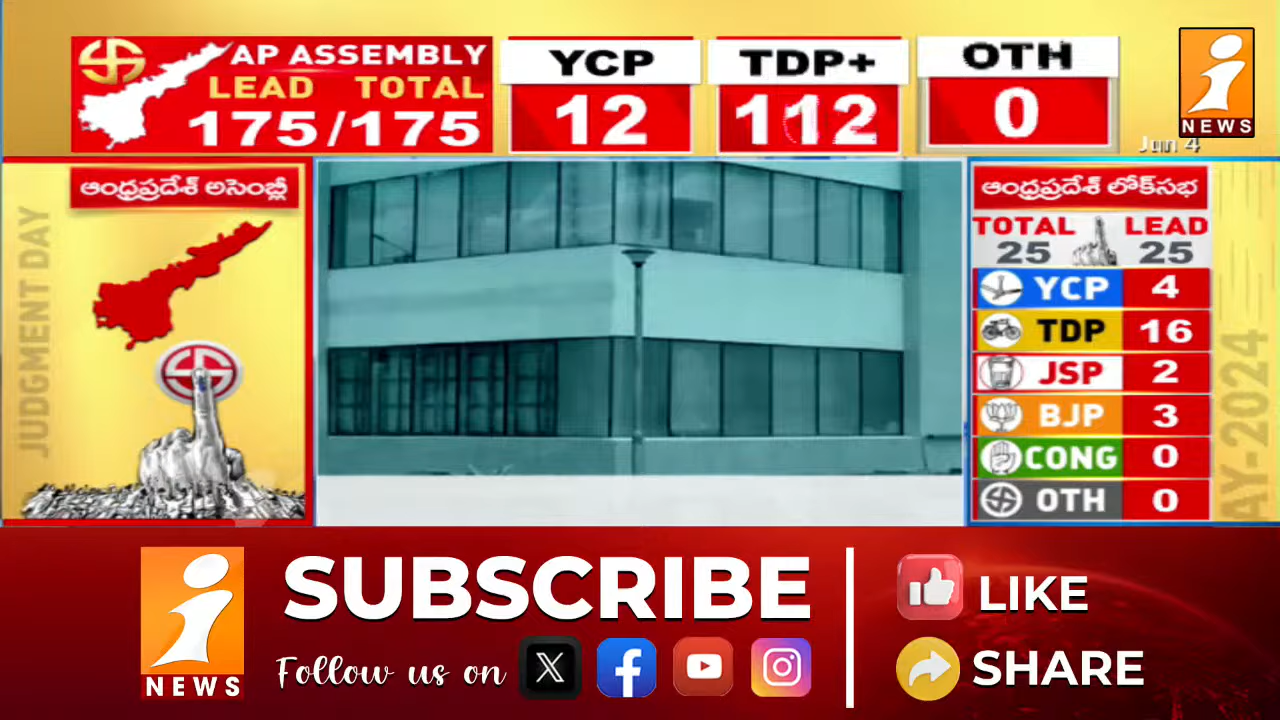 AP ASSEMBLY
LEAD TOTAL
175/175
YCP
12
TDP+
112
OTH
0
i
NEWS
Jun 4
ఆంధ్రప్రదేశ్ అసెంబ్లీ
JUDGMENT DAY
ఆంధ్రప్రదేశ్ లోక్‌సభ
TOTAL LEAD
25 25
YCP 4
TDP 16
JSP 2
BJP 3
CONG 0
OTH 0
AY-2024
i
NEWS
SUBSCRIBE
Follow us on
LIKE
SHARE